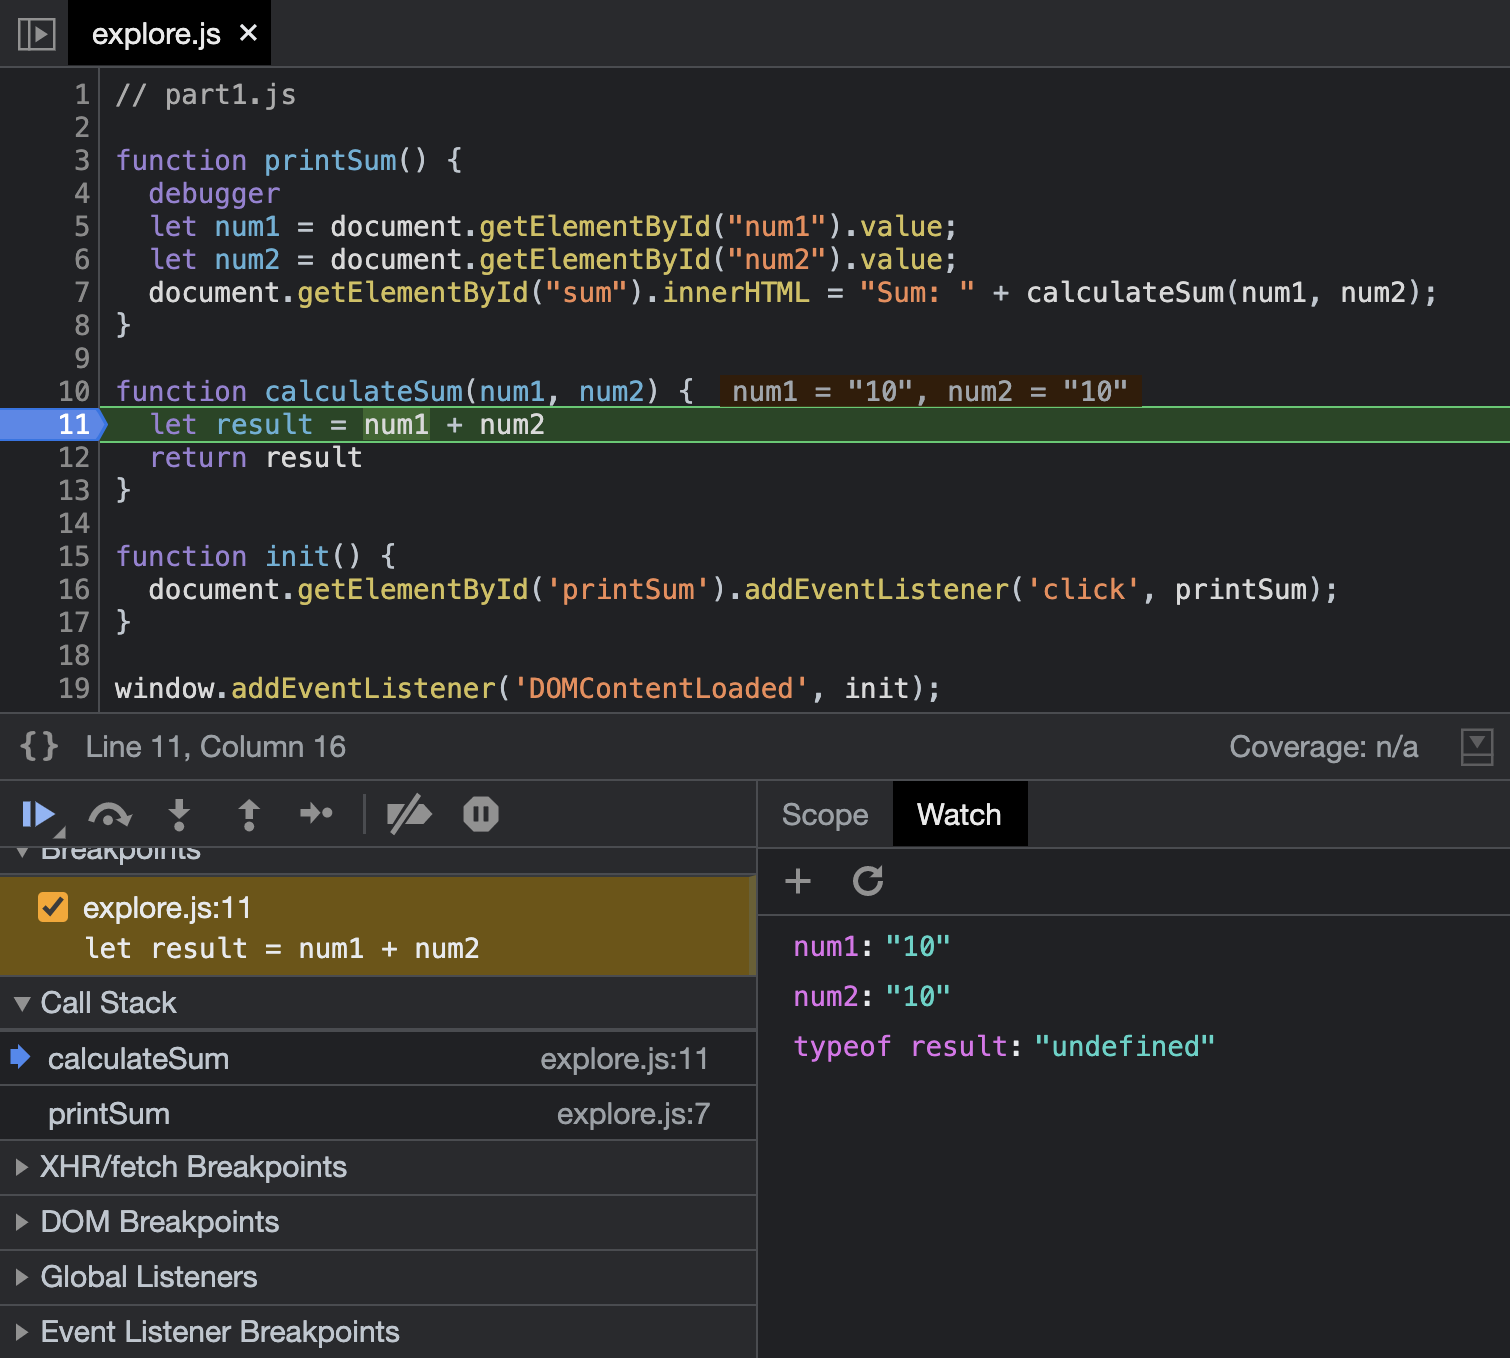 explore.js ×
1 // part1.js
2
3 function printSum() {
4   debugger
5   let num1 = document.getElementById("num1").value;
6   let num2 = document.getElementById("num2").value;
7   document.getElementById("sum").innerHTML = "Sum: " + calculateSum(num1, num2);
8 }
9
10 function calculateSum(num1, num2) { num1 = "10", num2 = "10"
11   let result = num1 + num2
12   return result
13 }
14
15 function init() {
16   document.getElementById('printSum').addEventListener('click', printSum);
17 }
18
19 window.addEventListener('DOMContentLoaded', init);
{} Line 11, Column 16 Coverage: n/a
Scope Watch
Breakpoints
explore.js:11
let result = num1 + num2
Call Stack
calculateSum explore.js:11
printSum explore.js:7
XHR/fetch Breakpoints
DOM Breakpoints
Global Listeners
Event Listener Breakpoints
num1: "10"
num2: "10"
typeof result: "undefined"